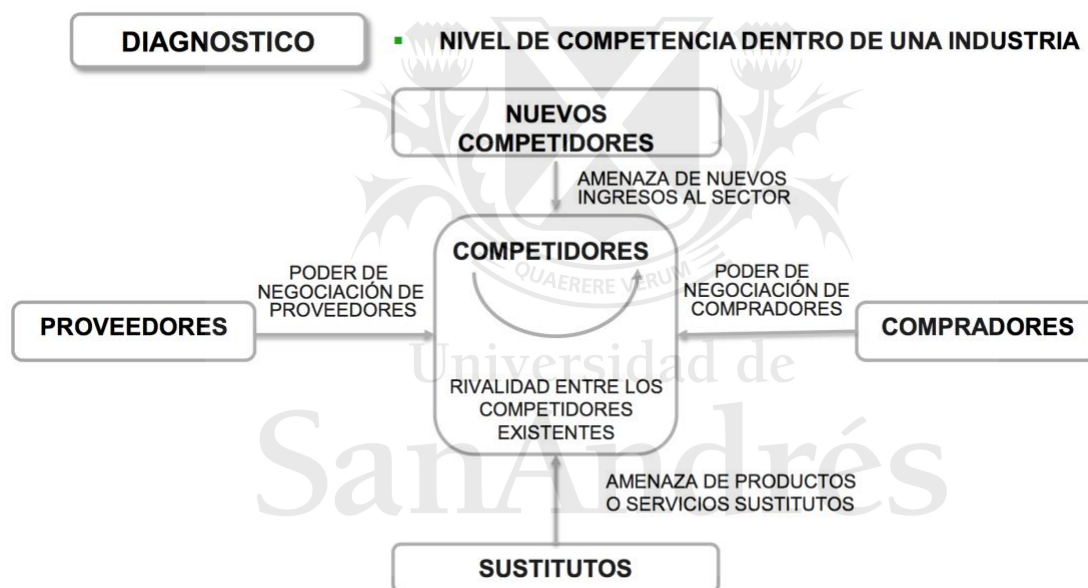 DIAGNOSTICO
▪ NIVEL DE COMPETENCIA DENTRO DE UNA INDUSTRIA
NUEVOS
COMPETIDORES
AMENAZA DE NUEVOS
INGRESOS AL SECTOR
COMPETIDORES
QUAERERE VERUM
PODER DE
NEGOCIACIÓN DE
PROVEEDORES
PODER DE
NEGOCIACIÓN DE
COMPRADORES
PROVEEDORES
COMPRADORES
Universidad de
RIVALIDAD ENTRE LOS
COMPETIDORES
EXISTENTES
SanAndrés
AMENAZA DE PRODUCTOS
O SERVICIOS SUSTITUTOS
SUSTITUTOS